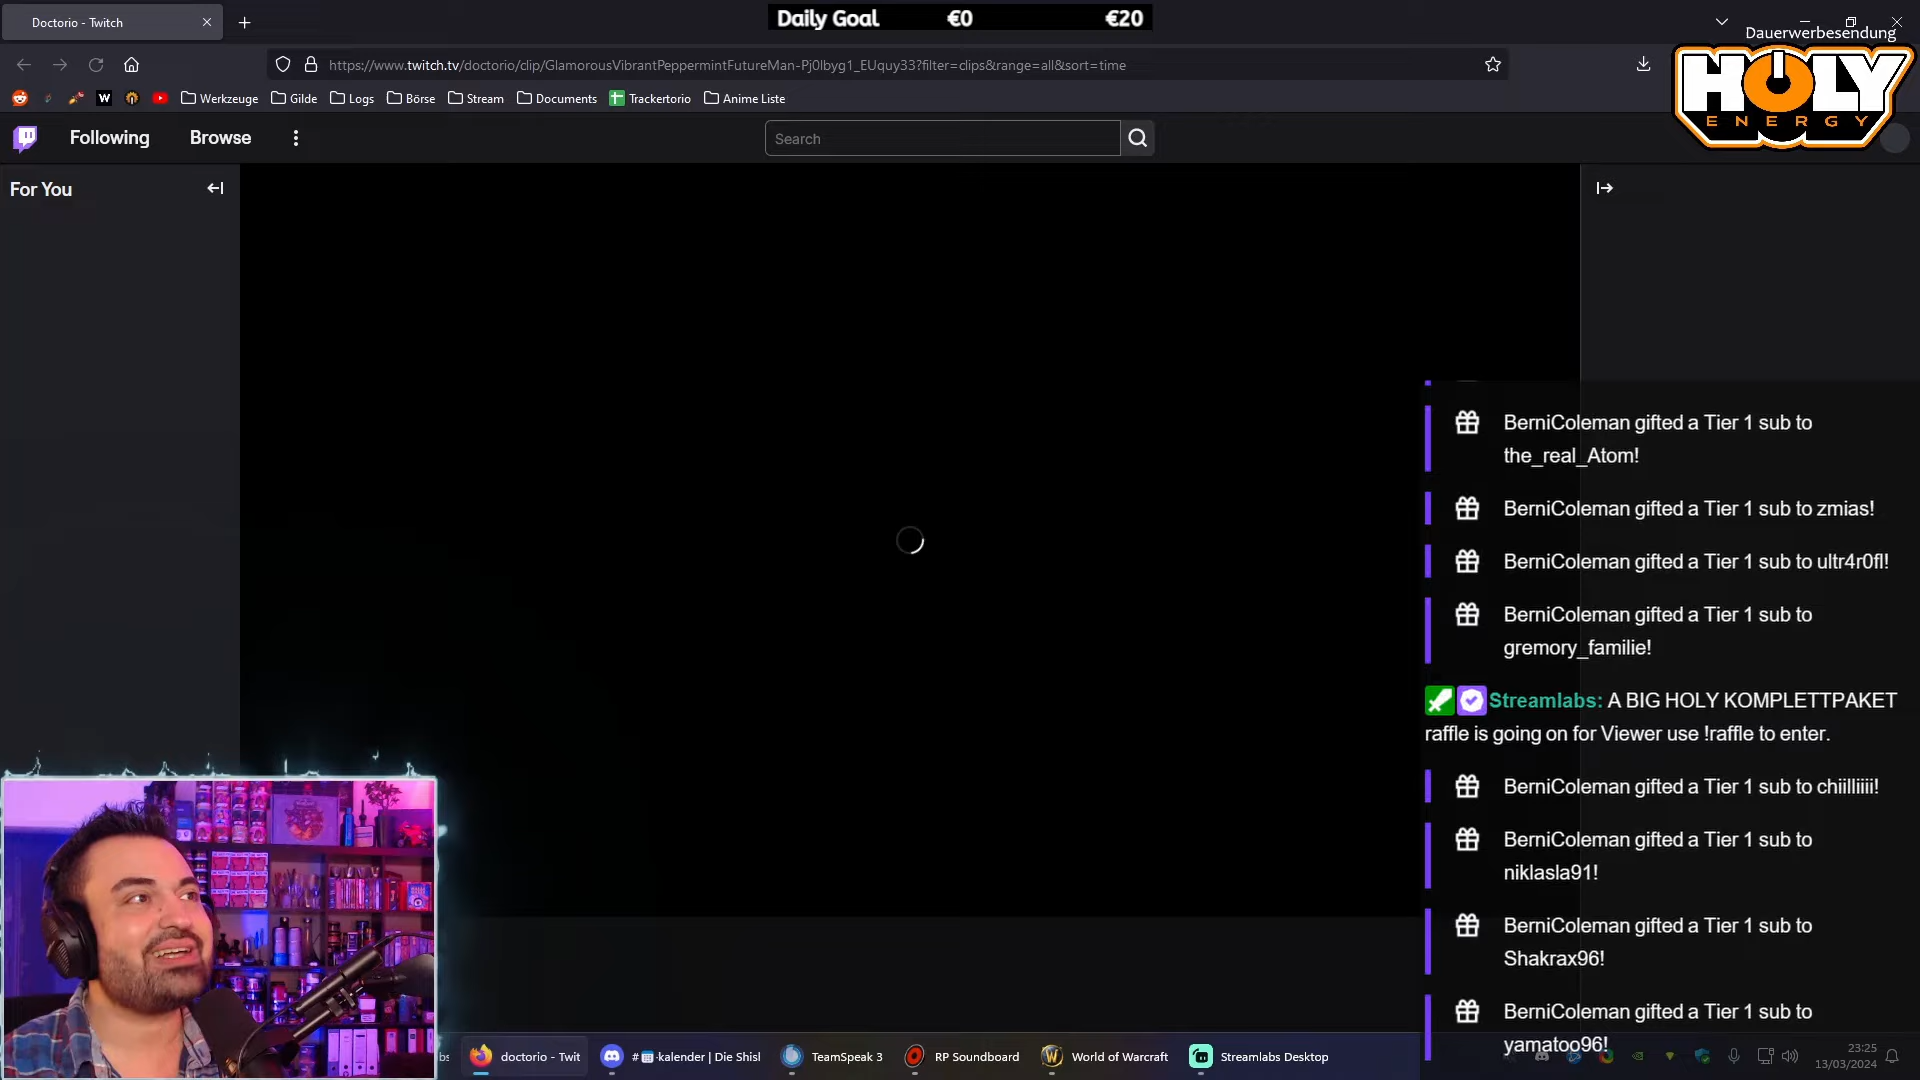 Doctorio - Twitch
Daily Goal €0 €20
Dauerwerbesendung
https://www.twitch.tv/doctorio/clip/GlamorousVibrantPeppermintFutureMan-Pj0lbyg1_EUquy33?filter=clips&range=all&sort=time
HOLY
ENERGY
W
Werkzeuge
Gilde
Logs
Börse
Stream
Documents
Trackertorio
Anime Liste
Following
Browse
Search
For You
BerniColeman gifted a Tier 1 sub to
the_real_Atom!
BerniColeman gifted a Tier 1 sub to zmias!
BerniColeman gifted a Tier 1 sub to ultr4r0fl!
BerniColeman gifted a Tier 1 sub to
gremory_familie!
Streamlabs: A BIG HOLY KOMPLETTPAKET
raffle is going on for Viewer use !raffle to enter.
BerniColeman gifted a Tier 1 sub to chiilliiii!
BerniColeman gifted a Tier 1 sub to
niklasla91!
BerniColeman gifted a Tier 1 sub to
Shakrax96!
BerniColeman gifted a Tier 1 sub to
yamatoo96!
bs
doctorio - Twit
#🗓️-kalender | Die Shisl
TeamSpeak 3
RP Soundboard
World of Warcraft
Streamlabs Desktop
23:25
13/03/2024